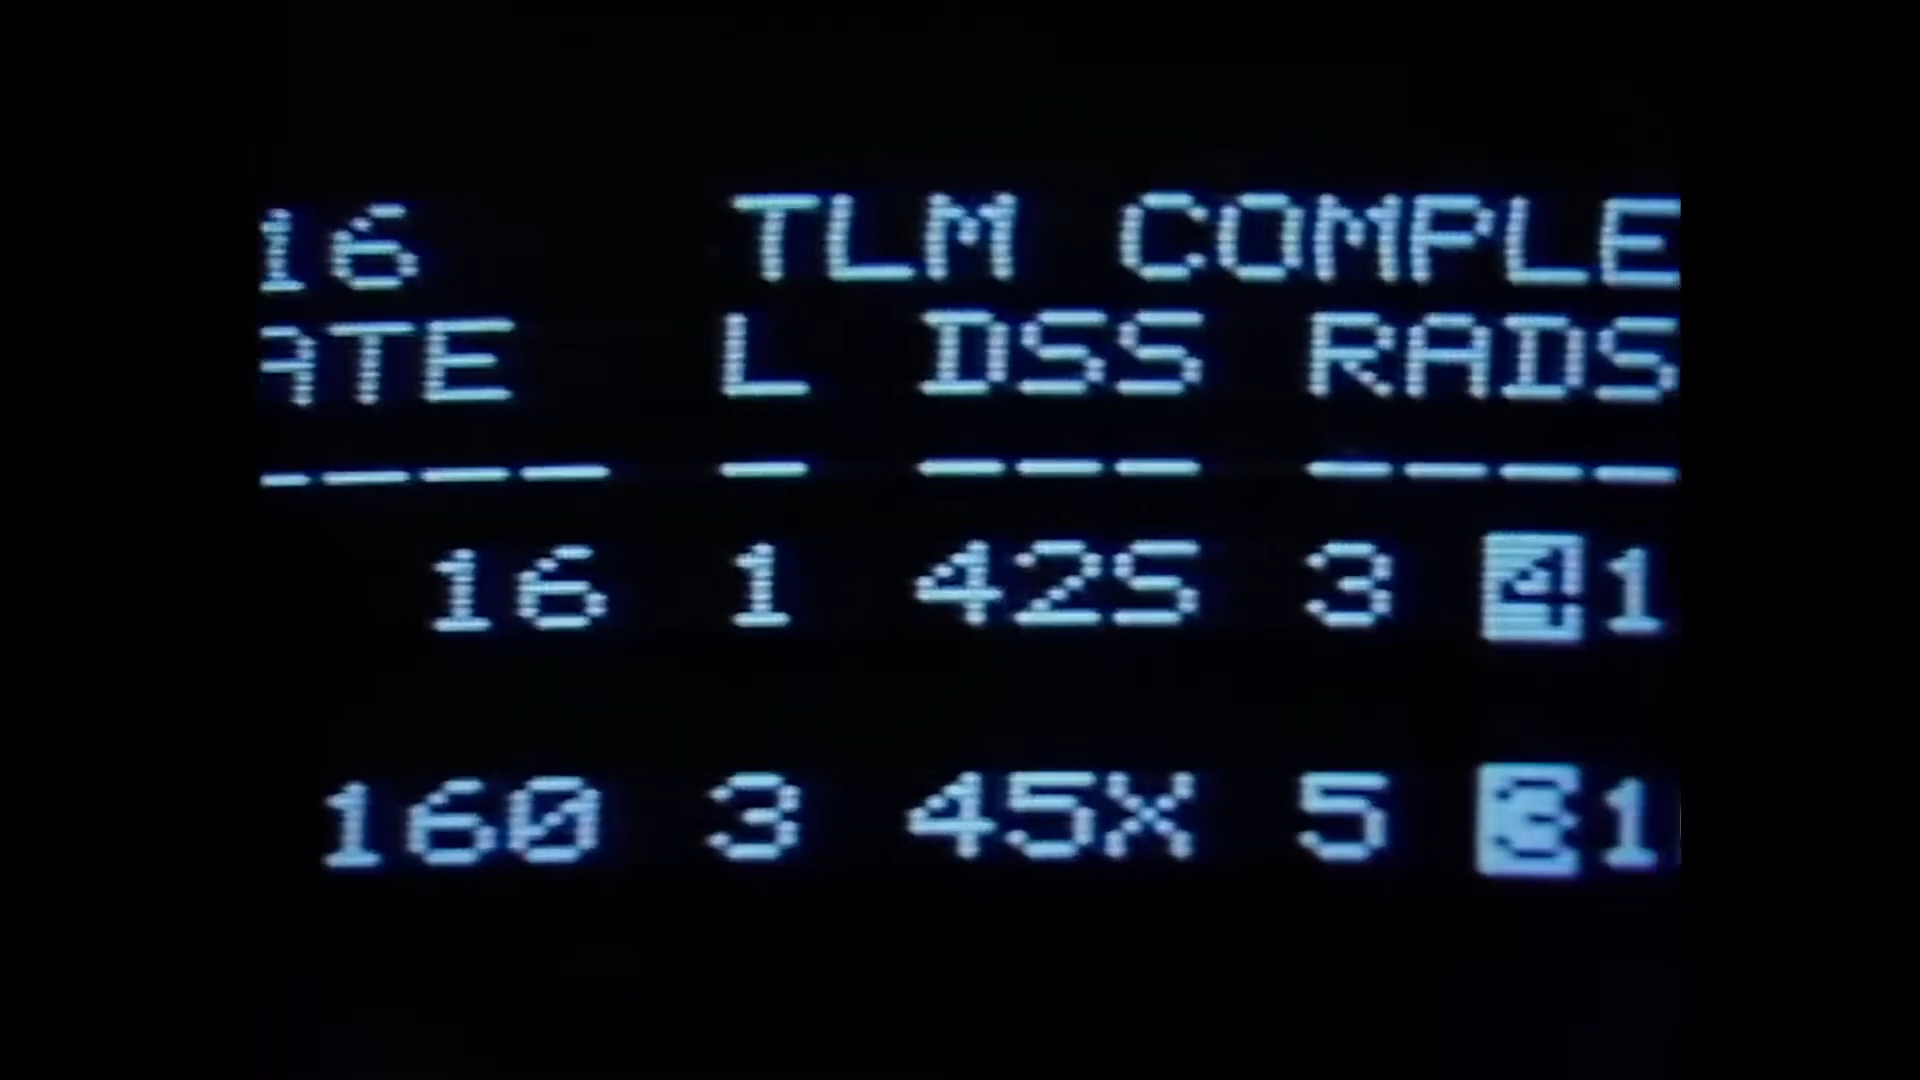 16 TLM COMPLE
ATE L DSS RADS
---- - --- ----
16 1 42S 3 41
160 3 45X 5 31